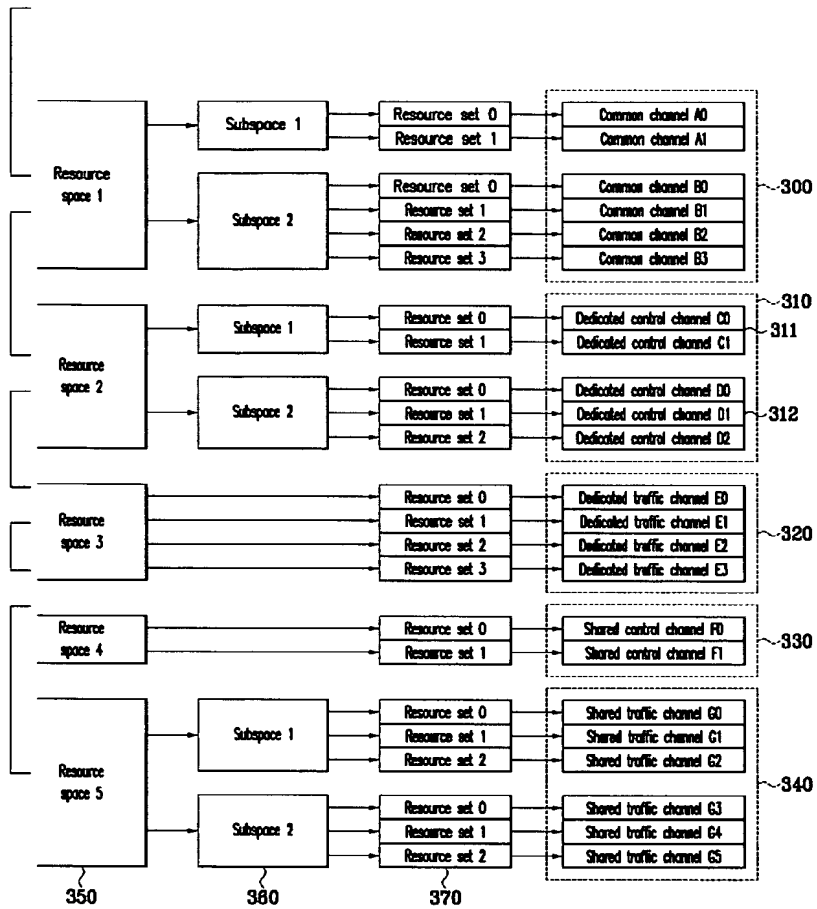 Resource space 1
Subspace 1
Resource set 0
Resource set 1
Common channel A0
Common channel A1
Subspace 2
Resource set 0
Resource set 1
Resource set 2
Resource set 3
Common channel B0
Common channel B1
Common channel B2
Common channel B3
300
Resource space 2
Subspace 1
Resource set 0
Resource set 1
Dedicated control channel C0
Dedicated control channel C1
310
311
Subspace 2
Resource set 0
Resource set 1
Resource set 2
Dedicated control channel D0
Dedicated control channel D1
Dedicated control channel D2
312
Resource space 3
Resource set 0
Resource set 1
Resource set 2
Resource set 3
Dedicated traffic channel E0
Dedicated traffic channel E1
Dedicated traffic channel E2
Dedicated traffic channel E3
320
Resource space 4
Resource set 0
Resource set 1
Shared control channel F0
Shared control channel F1
330
Resource space 5
Subspace 1
Resource set 0
Resource set 1
Resource set 2
Shared traffic channel G0
Shared traffic channel G1
Shared traffic channel G2
340
Subspace 2
Resource set 0
Resource set 1
Resource set 2
Shared traffic channel G3
Shared traffic channel G4
Shared traffic channel G5
350
360
370